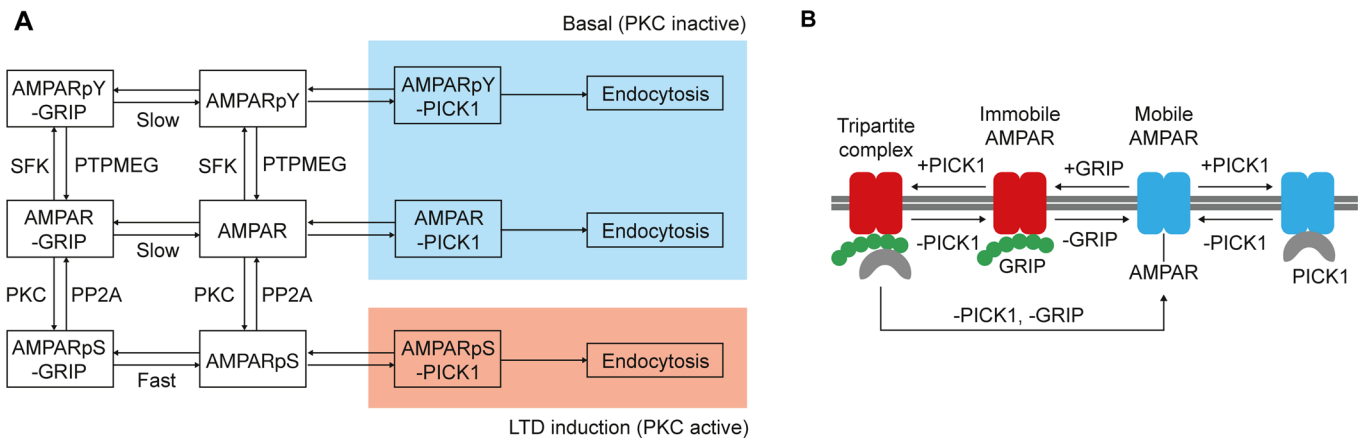 A
Basal (PKC inactive)
AMPARpY
-GRIP
Slow
AMPARpY
AMPARpY
-PICK1
Endocytosis
SFK
PTPMEG
SFK
PTPMEG
AMPAR
-GRIP
Slow
AMPAR
AMPAR
-PICK1
Endocytosis
PKC
PP2A
PKC
PP2A
AMPARpS
-GRIP
Fast
AMPARpS
AMPARpS
-PICK1
Endocytosis
LTD induction (PKC active)
B
Tripartite
complex
Immobile
AMPAR
Mobile
AMPAR
+PICK1
+GRIP
+PICK1
-PICK1
-GRIP
-PICK1
GRIP
AMPAR
PICK1
-PICK1, -GRIP